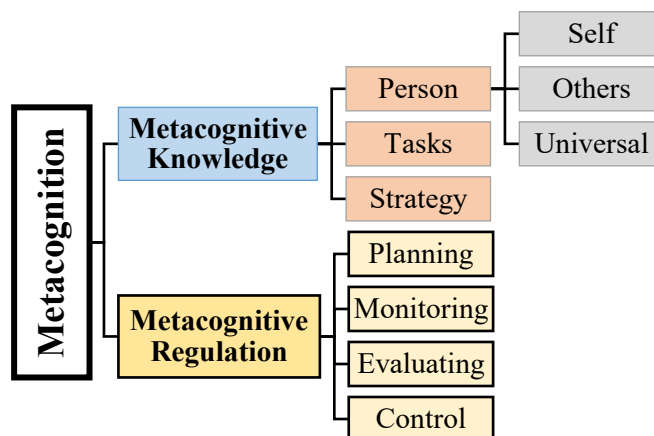 Metacognition
Metacognitive
Knowledge
Person
Tasks
Strategy
Self
Others
Universal
Metacognitive
Regulation
Planning
Monitoring
Evaluating
Control